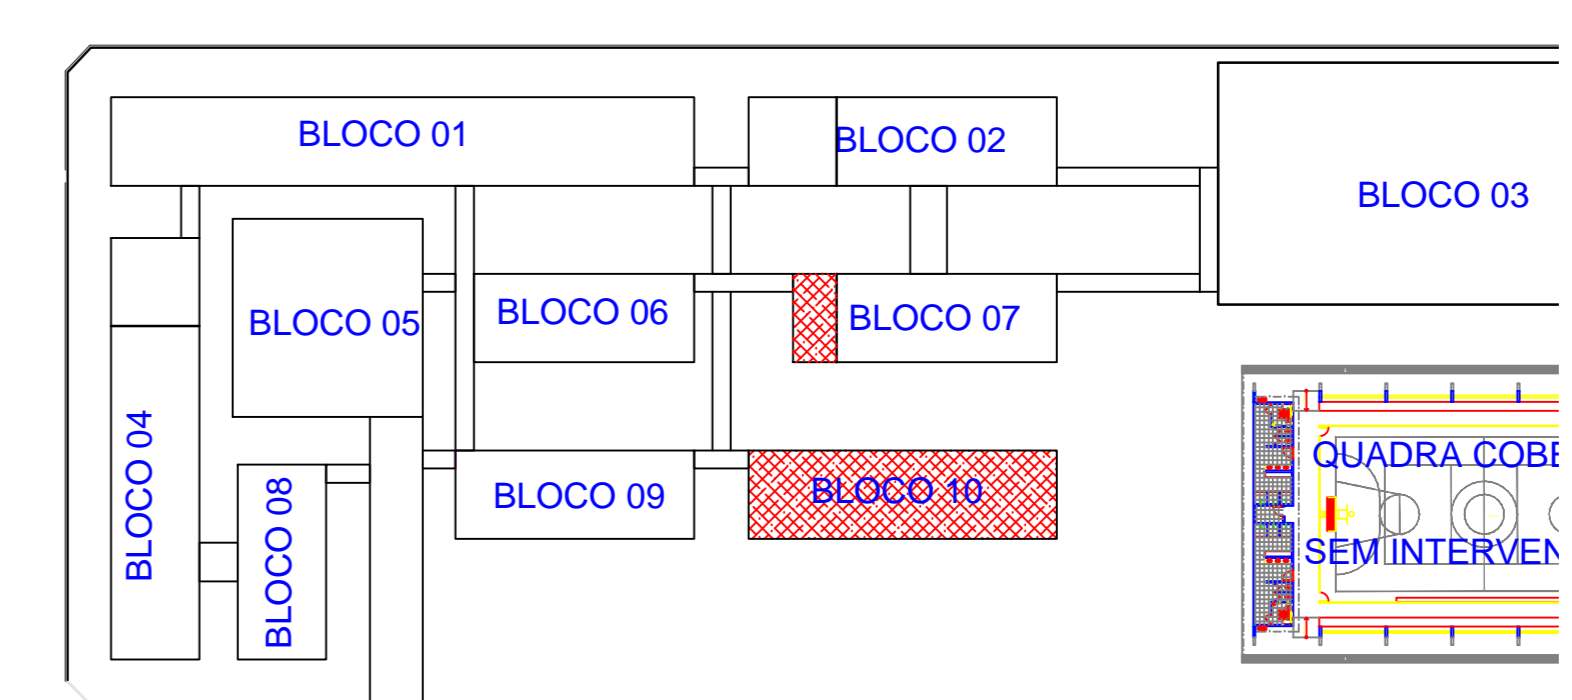 BLOCO 01
BLOCO 02
BLOCO 03
BLOCO 04
BLOCO 05
BLOCO 06
BLOCO 07
BLOCO 08
BLOCO 09
BLOCO 10
QUADRA COBE
SEM INTERVEN